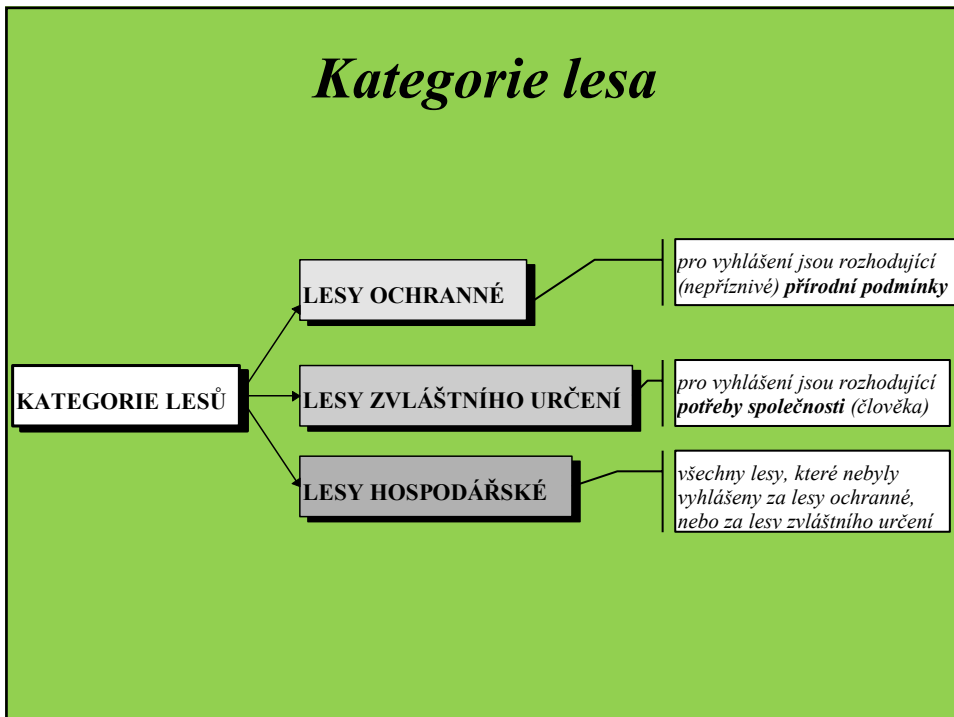 Kategorie lesa
KATEGORIE LESŮ
LESY OCHRANNÉ
pro vyhlášení jsou rozhodující
(nepříznivé) přírodní podmínky
LESY ZVLÁŠTNÍHO URČENÍ
pro vyhlášení jsou rozhodující
potřeby společnosti (člověka)
LESY HOSPODÁŘSKÉ
všechny lesy, které nebyly
vyhlášeny za lesy ochranné,
nebo za lesy zvláštního určení